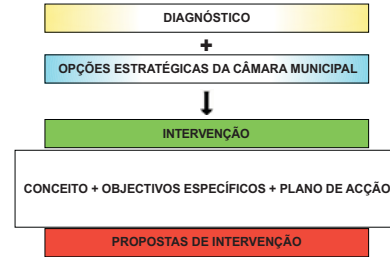 DIAGNÓSTICO
+
OPÇÕES ESTRATÉGICAS DA CÂMARA MUNICIPAL
INTERVENÇÃO
CONCEITO + OBJECTIVOS ESPECÍFICOS + PLANO DE ACÇÃO
PROPOSTAS DE INTERVENÇÃO